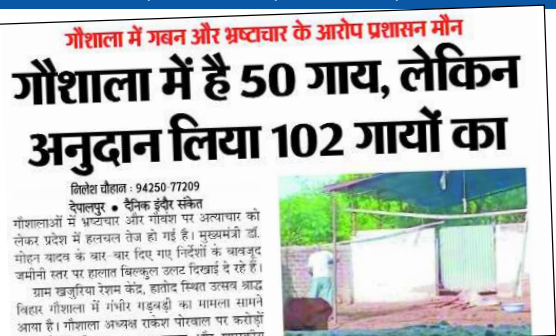 गौशाला में गबन और भ्रष्टाचार के आरोप प्रशासन मौन
गौशाला में है 50 गाय, लेकिन
अनुदान लिया 102 गायों का
निलेश चौहान : 94250-77209
देपालपुर ● दैनिक इंदौर संकेत
गौशालाओं में भ्रष्टाचार और गौवंश पर अत्याचार को
लेकर प्रदेश में हलचल तेज हो गई है। मुख्यमंत्री डॉ.
मोहन यादव के बार-बार दिए गए निर्देशों के बावजूद
जमीनी स्तर पर हालात बिल्कुल उलट दिखाई दे रहे हैं।
ग्राम खजुरिया रेशम केंद्र, हातोद स्थित उत्सव श्राद्ध
विहार गौशाला में गंभीर गड़बड़ी का मामला सामने
आया है। गौशाला अध्यक्ष राकेश पोरवाल पर करोड़ों